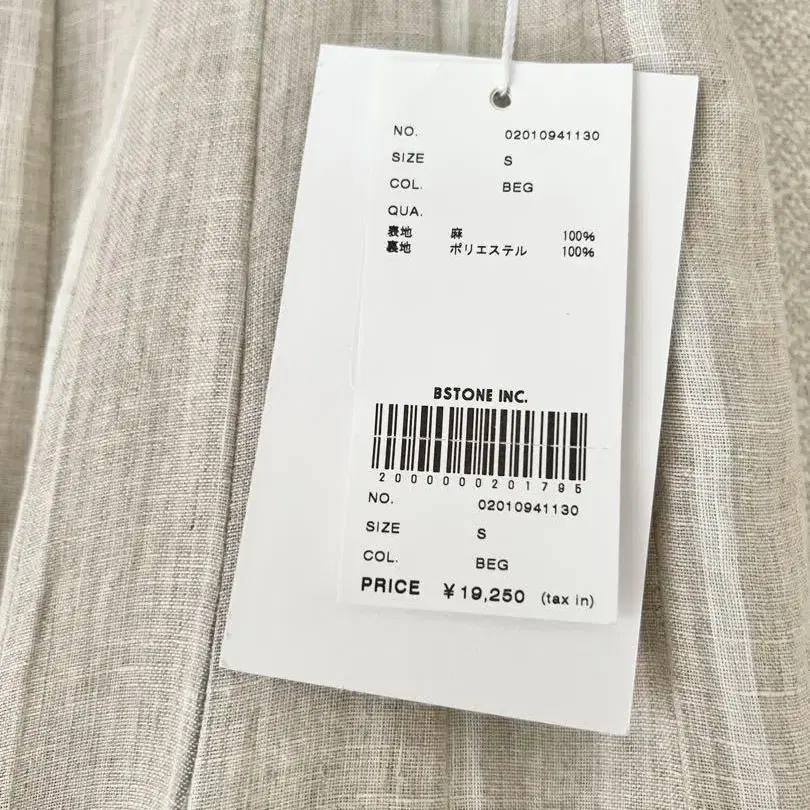 NO. 02010941130
SIZE S
COL. BEG
QUA.
表地 麻 100%
裏地 ポリエステル 100%
BSTONE INC.
2000000201795
NO. 02010941130
SIZE S
COL. BEG
PRICE ¥19,250 (tax in)